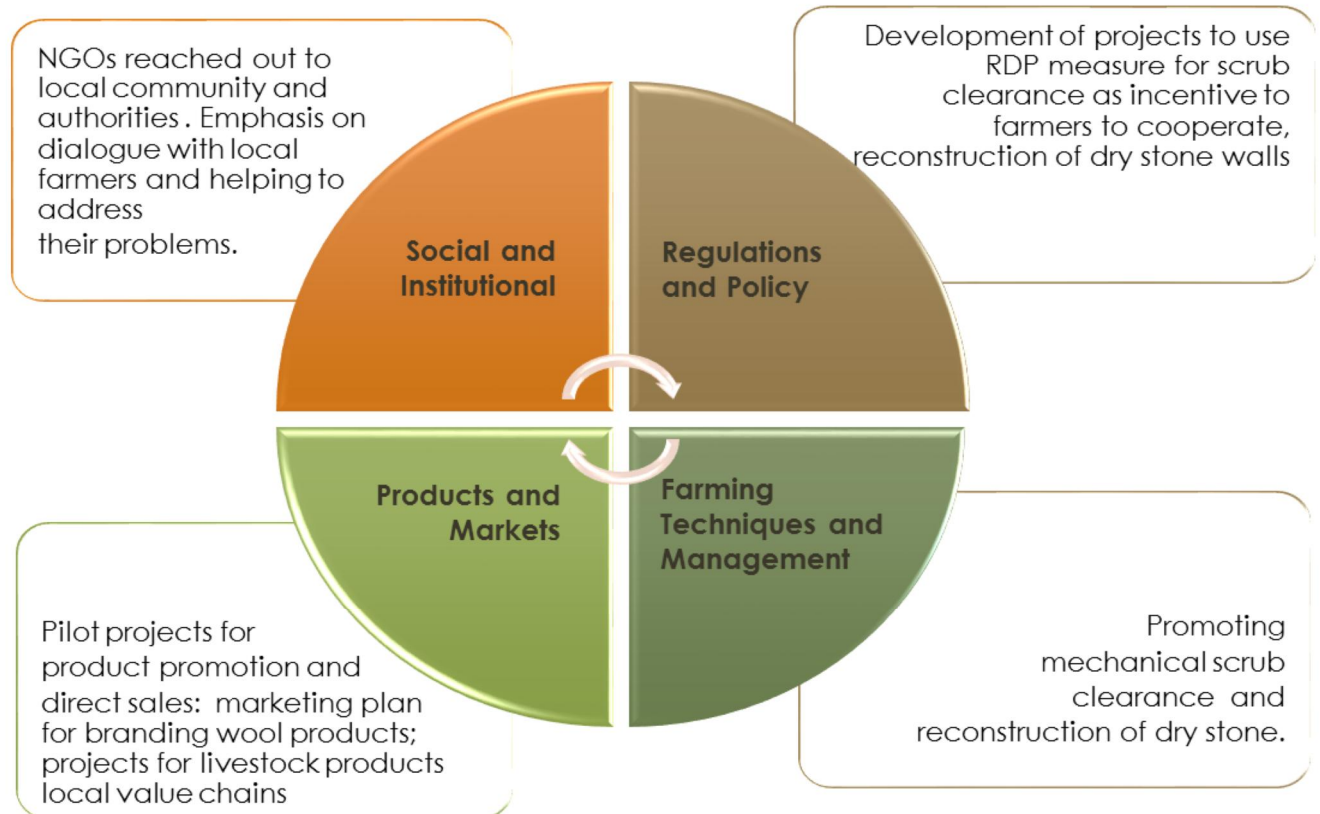 NGOs reached out to
local community and
authorities . Emphasis on
dialogue with local
farmers and helping to
address
their problems.
Development of projects to use
RDP measure for scrub
clearance as incentive to
farmers to cooperate,
reconstruction of dry stone walls
Social and
Institutional
Regulations
and Policy
Products and
Markets
Farming
Techniques and
Management
Pilot projects for
product promotion and
direct sales: marketing plan
for branding wool products;
projects for livestock products
local value chains
Promoting
mechanical scrub
clearance and
reconstruction of dry stone.